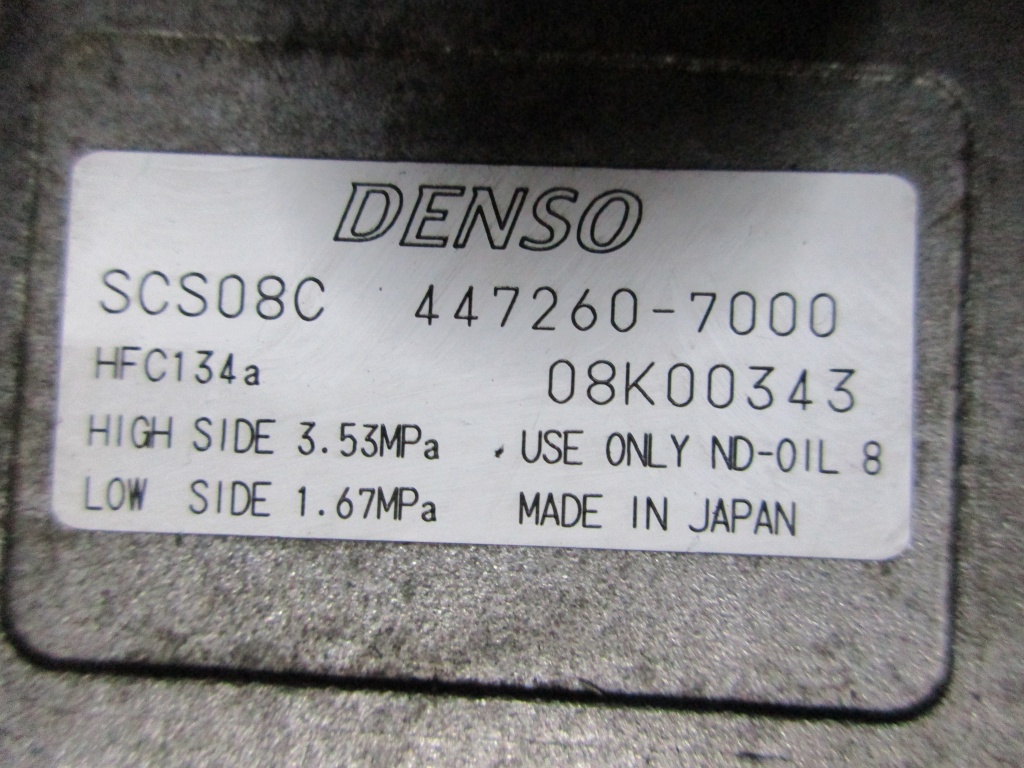 DENSO
SCS08C 447260-7000
HFC134a 08K00343
HIGH SIDE 3.53MPa USE ONLY ND-OIL 8
LOW SIDE 1.67MPa MADE IN JAPAN